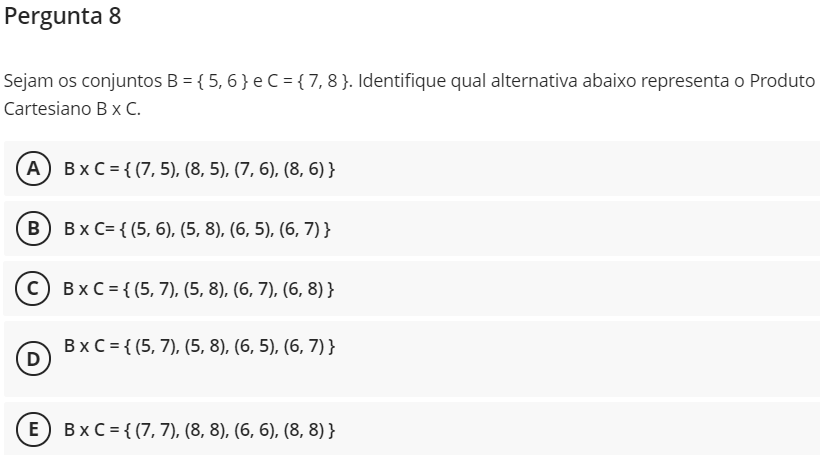 Pergunta 8
Sejam os conjuntos B = { 5, 6 } e C = { 7, 8 }. Identifique qual alternativa abaixo representa o Produto
Cartesiano B x C.
A B x C = { (7, 5), (8, 5), (7, 6), (8, 6) }
B B x C= { (5, 6), (5, 8), (6, 5), (6, 7) }
C B x C = { (5, 7), (5, 8), (6, 7), (6, 8) }
D B x C = { (5, 7), (5, 8), (6, 5), (6, 7) }
E B x C = { (7, 7), (8, 8), (6, 6), (8, 8) }